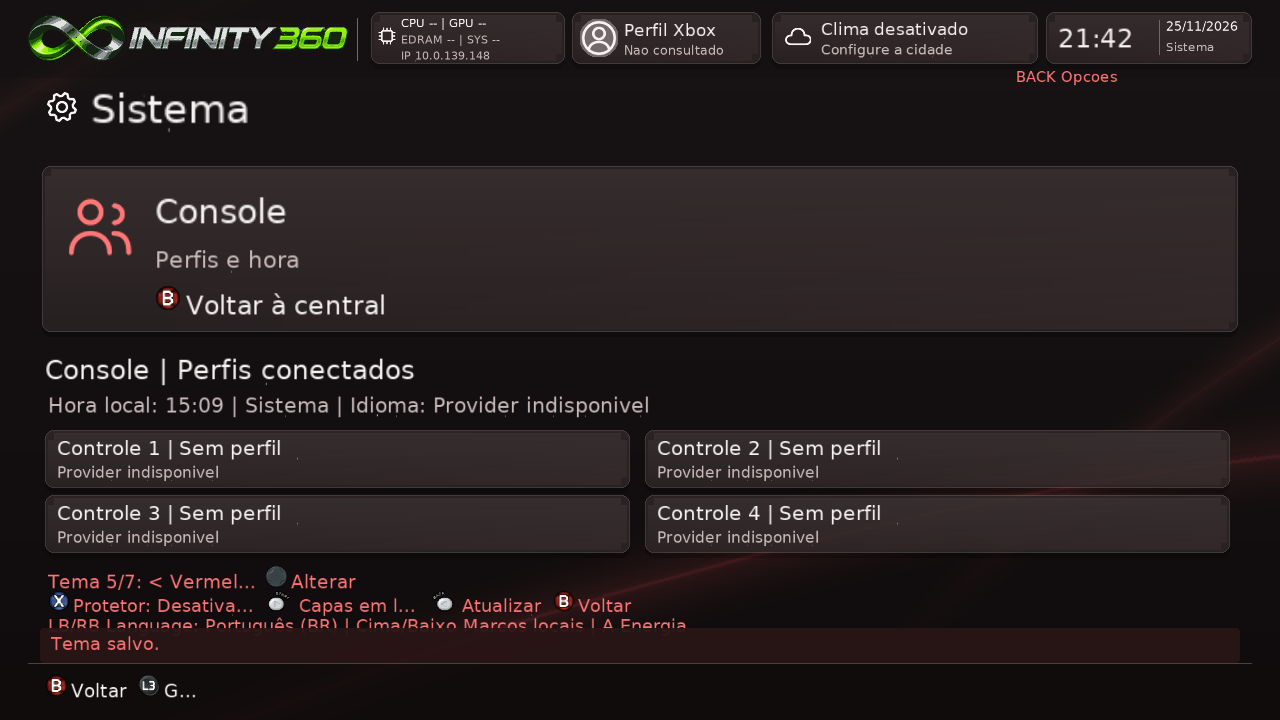 INFINITY360
CPU -- | GPU --
EDRAM -- | SYS --
IP 10.0.139.148
Perfil Xbox
Nao consultado
Clima desativado
Configure a cidade
21:42
25/11/2026
Sistema
BACK Opcoes
Sistema
Console
Perfis e hora
B Voltar à central
Console | Perfis conectados
Hora local: 15:09 | Sistema | Idioma: Provider indisponivel
Controle 1 | Sem perfil
Provider indisponivel
Controle 2 | Sem perfil
Provider indisponivel
Controle 3 | Sem perfil
Provider indisponivel
Controle 4 | Sem perfil
Provider indisponivel
Tema 5/7: < Vermel... Alterar
X Protetor: Desativa... Capas em l... Atualizar B Voltar
LB/RB Language: Português (BR) | Cima/Baixo Marcos locais | A Energia
Tema salvo.
B Voltar L3 G...